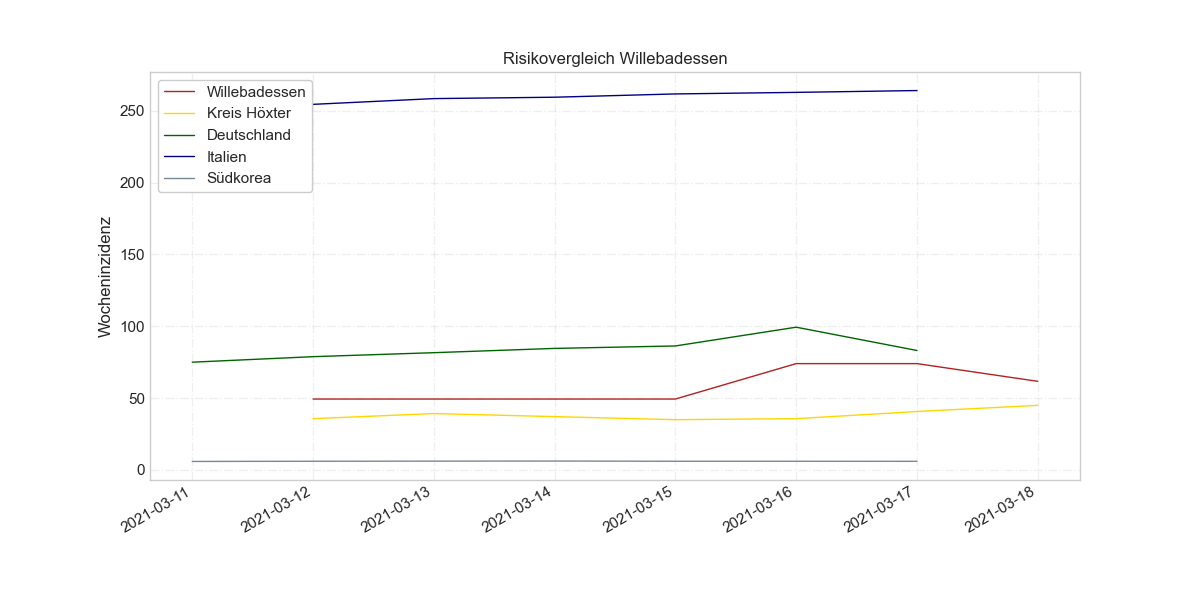 Risikovergleich Willebadessen
Willebadessen
Kreis Höxter
Deutschland
Italien
Südkorea
Wocheninzidenz
250
200
150
100
50
0
2021-03-11
2021-03-12
2021-03-13
2021-03-14
2021-03-15
2021-03-16
2021-03-17
2021-03-18